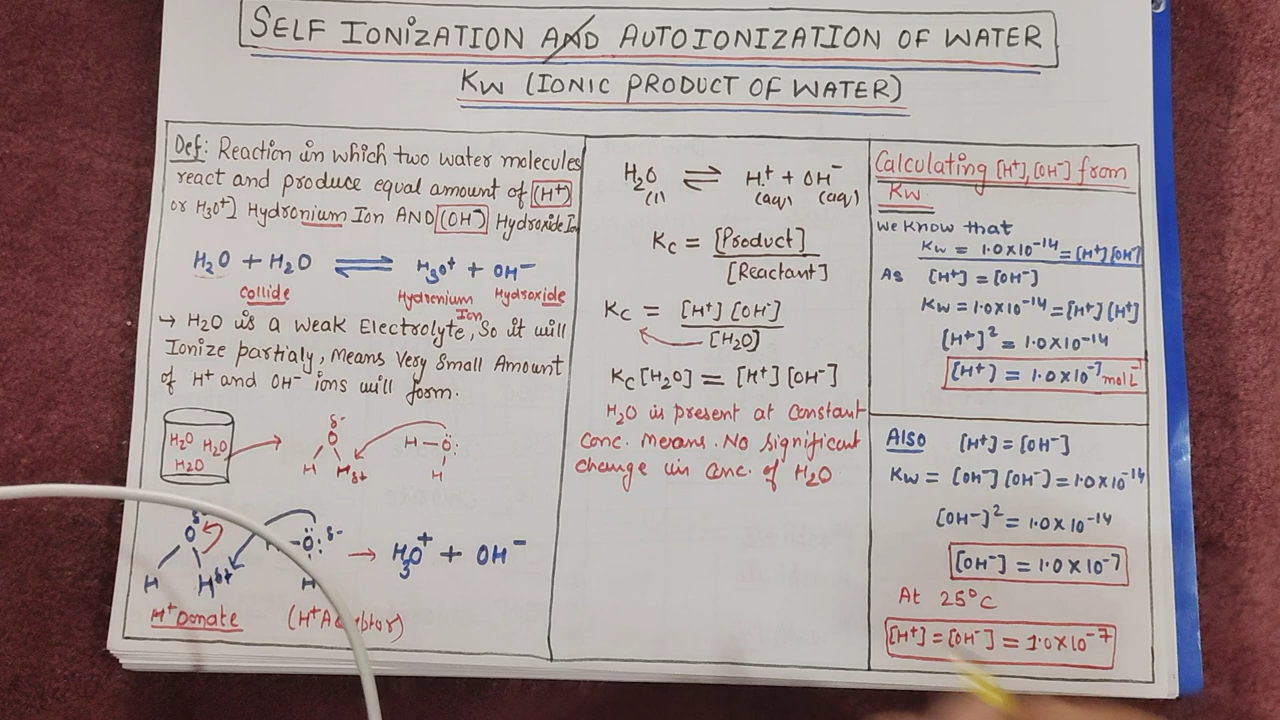 SELF IONIZATION AND AUTOIONIZATION OF WATER
KW (IONIC PRODUCT OF WATER)
Def: Reaction in which two water molecules
react and produce equal amount of (H⁺)
or H3O⁺] Hydronium Ion AND (OH⁻) Hydroxide Ion
H₂O + H₂O ⇌ H3O⁺ + OH⁻
Collide Hydronium Hydroxide
Ion
→ H₂O is a weak Electrolyte, So it will
Ionize partialy, Means Very Small Amount
of H⁺ and OH⁻ ions will form.
H₂O H₂O
H₂O
δ-
O
H H δ+
H-O:
H
δ-
O
H Hδ+
-O: δ-
H
→ H3O⁺ + OH⁻
H⁺ Donate (H⁺ A
H₂O ⇌ H⁺ + OH⁻
(l) (aq) (aq)
Kc = [Product]
[Reactant]
Kc = [H⁺] [OH⁻]
[H₂O]
Kc [H₂O] = [H⁺] [OH⁻]
H₂O is present at Constant
Conc. Means. No significant
change in Conc. of H₂O
Calculating [H⁺], [OH⁻] from
Kw
we know that
Kw = 1.0×10⁻¹⁴ = [H⁺] [OH⁻]
As [H⁺] = [OH⁻]
Kw = 1.0×10⁻¹⁴ = [H⁺] [H⁺]
[H⁺]² = 1.0×10⁻¹⁴
[H⁺] = 1.0×10⁻⁷ mol L⁻
Also [H⁺] = [OH⁻]
Kw = [OH⁻] [OH⁻] = 1.0×10⁻¹⁴
[OH⁻]² = 1.0×10⁻¹⁴
[OH⁻] = 1.0×10⁻⁷
At 25°C
[H⁺] = [OH⁻] = 1.0×10⁻⁷